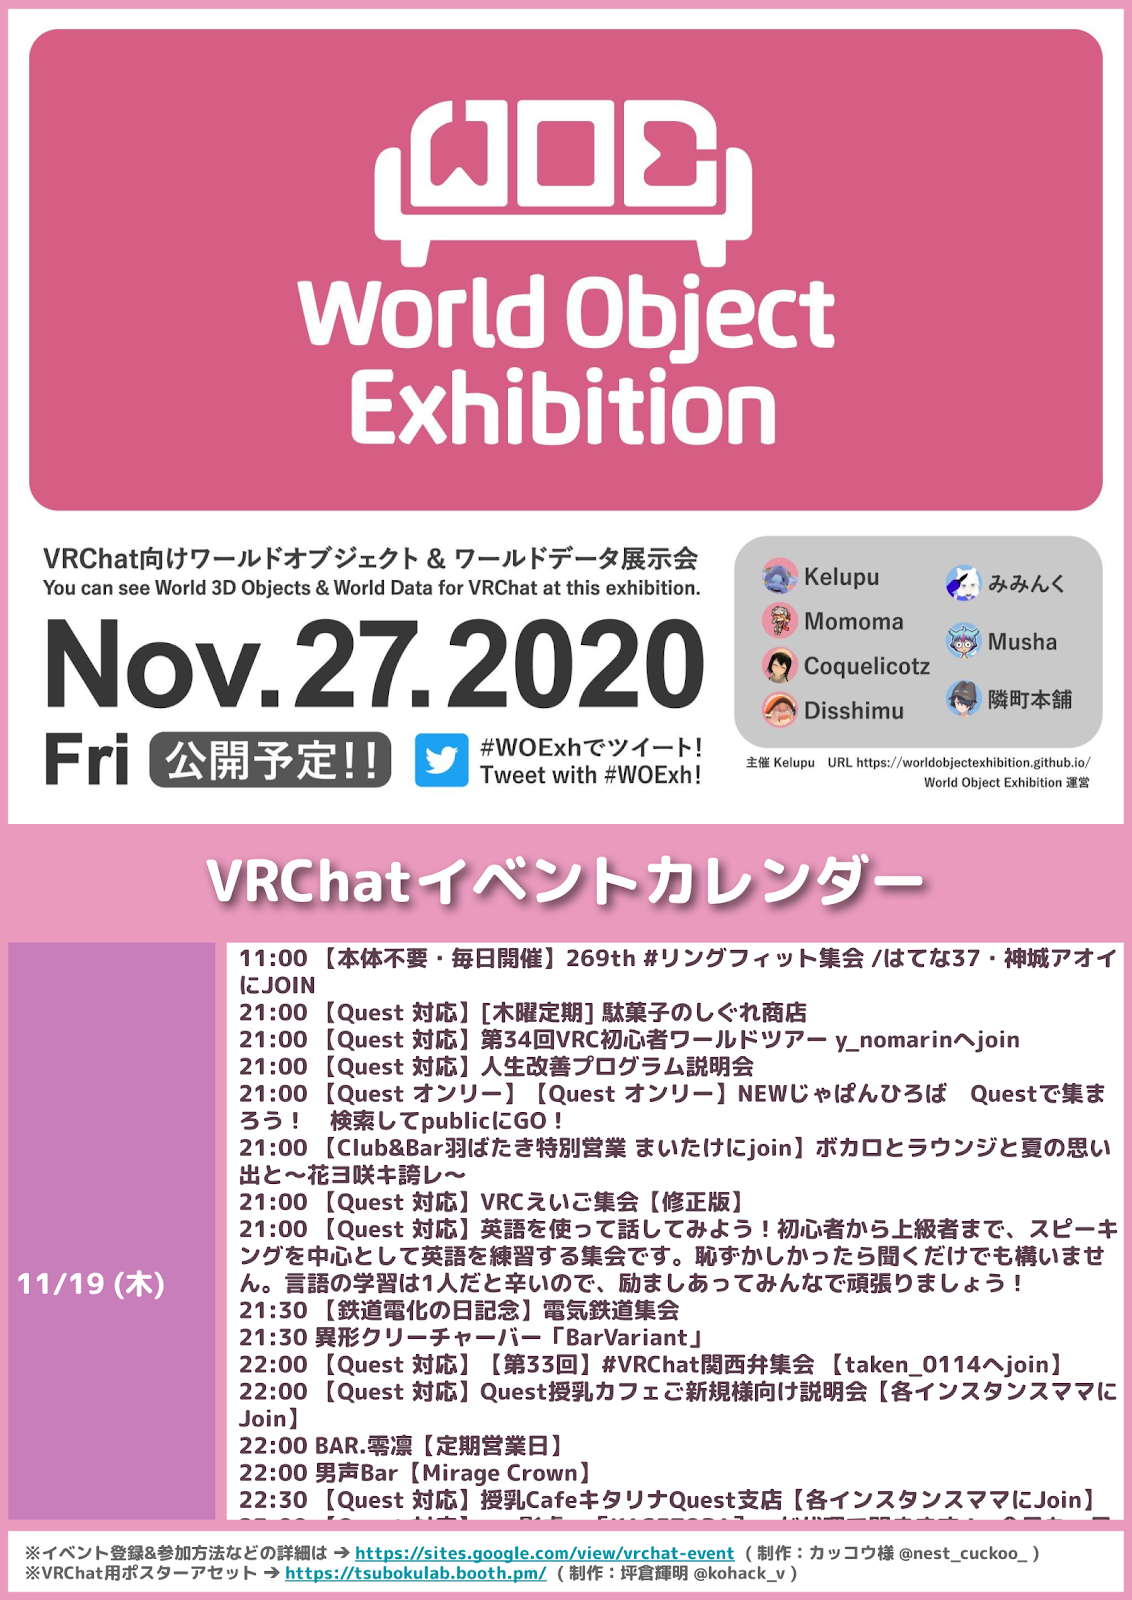 WOE
World Object
Exhibition
VRChat向けワールドオブジェクト & ワールドデータ展示会
You can see World 3D Objects & World Data for VRChat at this exhibition.
Nov.27.2020
Fri 公開予定!!
#WOExhでツイート!
Tweet with #WOExh!
Kelupu
Momoma
Coquelicotz
Disshimu
みみんく
Musha
隣町本舗
主催 Kelupu URL https://worldobjectexhibition.github.io/
World Object Exhibition 運営
VRChatイベントカレンダー
11/19 (木)
11:00 【本体不要・毎日開催】269th #リングフィット集会 /はてな37・神城アオイ
にJOIN
21:00 【Quest 対応】[木曜定期] 駄菓子のしぐれ商店
21:00 【Quest 対応】第34回VRC初心者ワールドツアー y_nomarinへjoin
21:00 【Quest 対応】人生改善プログラム説明会
21:00 【Quest オンリー】【Quest オンリー】NEWじゃぱんひろば　Questで集ま
ろう！　検索してpublicにGO！
21:00 【Club&Bar羽ばたき特別営業 まいたけにjoin】ボカロとラウンジと夏の思い
出と～花ヨ咲キ誇レ～
21:00 【Quest 対応】VRCえいご集会【修正版】
21:00 【Quest 対応】英語を使って話してみよう！初心者から上級者まで、スピーキ
ングを中心として英語を練習する集会です。恥ずかしかったら聞くだけでも構いませ
ん。言語の学習は1人だと辛いので、励ましあってみんなで頑張りましょう！
21:30 【鉄道電化の日記念】電気鉄道集会
21:30 異形クリーチャーバー「BarVariant」
22:00 【Quest 対応】【第33回】#VRChat関西弁集会 【taken_0114へjoin】
22:00 【Quest 対応】Quest授乳カフェご新規様向け説明会【各インスタンスママに
Join】
22:00 BAR.零凛【定期営業日】
22:00 男声Bar【Mirage Crown】
22:30 【Quest 対応】授乳CafeキタリナQuest支店【各インスタンスママにJoin】
※イベント登録&参加方法などの詳細は ➔ https://sites.google.com/view/vrchat-event ( 制作：カッコウ様 @nest_cuckoo_ )
※VRChat用ポスターアセット ➔ https://tsubokulab.booth.pm/ ( 制作：坪倉輝明 @kohack_v )